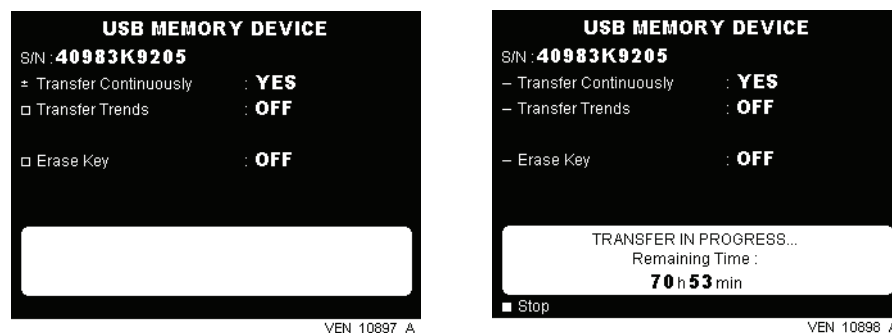 USB MEMORY DEVICE
S/N : 40983K9205
± Transfer Continuously : YES
□ Transfer Trends : OFF
□ Erase Key : OFF
VEN 10897 A
USB MEMORY DEVICE
S/N : 40983K9205
– Transfer Continuously : YES
– Transfer Trends : OFF
– Erase Key : OFF
TRANSFER IN PROGRESS...
Remaining Time :
70 h 53 min
■ Stop
VEN 10898